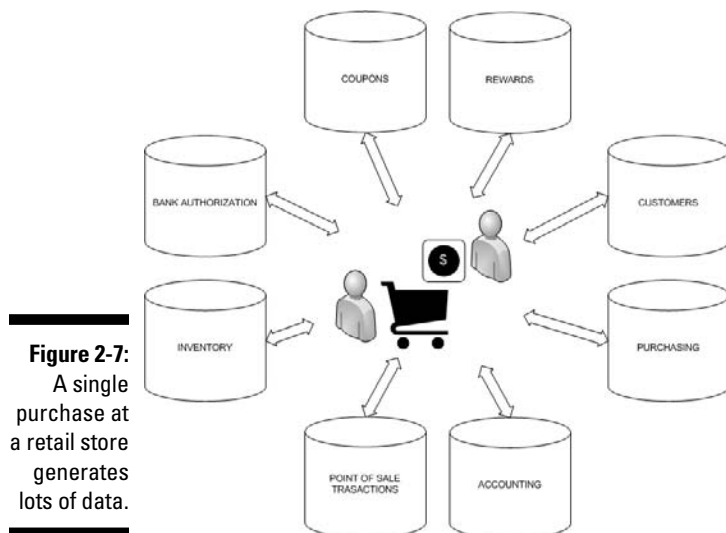 COUPONS
REWARDS
BANK AUTHORIZATION
CUSTOMERS
$
INVENTORY
PURCHASING
POINT OF SALE
TRASACTIONS
ACCOUNTING
Figure 2-7:
A single
purchase at
a retail store
generates
lots of data.